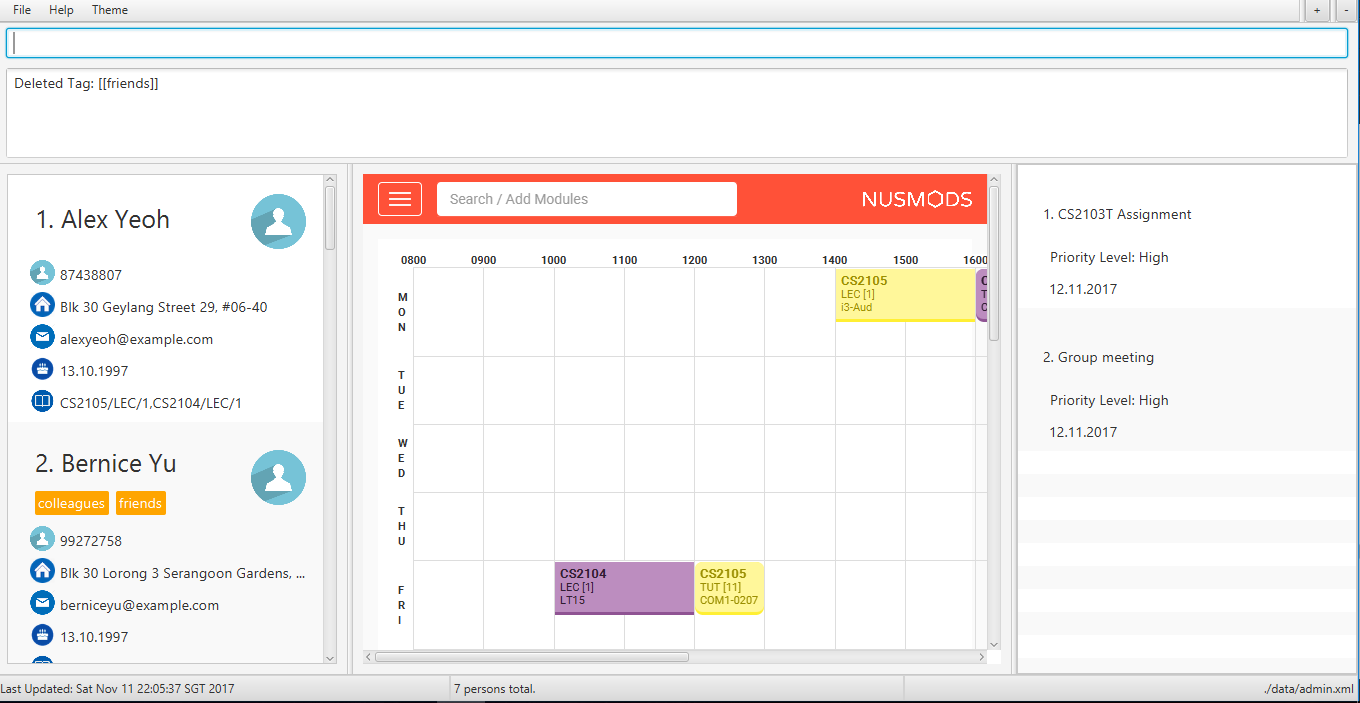 File Help Theme + -
Deleted Tag: [[friends]]
1. Alex Yeoh
87438807
Blk 30 Geylang Street 29, #06-40
alexyeoh@example.com
13.10.1997
CS2105/LEC/1,CS2104/LEC/1
2. Bernice Yu
colleagues friends
99272758
Blk 30 Lorong 3 Serangoon Gardens, ...
berniceyu@example.com
13.10.1997
Search / Add Modules NUSMODS
0800 0900 1000 1100 1200 1300 1400 1500 1600
MON
CS2105
LEC [1]
i3-Aud
C
T
C
TUE
WED
THU
FRI
CS2104
LEC [1]
LT15
CS2105
TUT [11]
COM1-0207
1. CS2103T Assignment
Priority Level: High
12.11.2017
2. Group meeting
Priority Level: High
12.11.2017
Last Updated: Sat Nov 11 22:05:37 SGT 2017 7 persons total. ./data/admin.xml